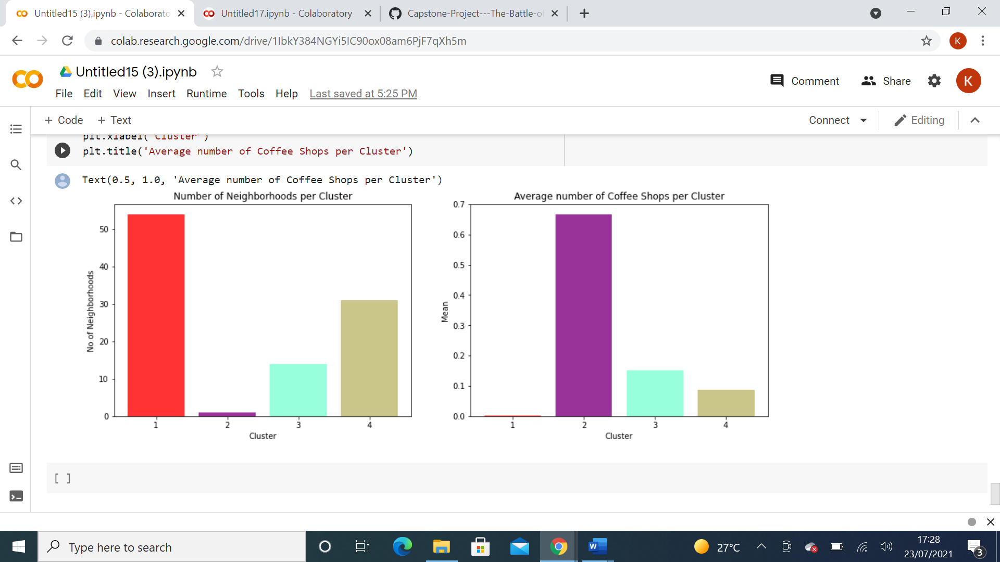 Untitled15 (3).ipynb - Colaborato
Untitled17.ipynb - Colaboratory
Capstone-Project---The-Battle-of
colab.research.google.com/drive/1IbkY384NGYi5IC90ox08am6PjF7qXh5m
K
Untitled15 (3).ipynb
Comment
Share
K
File Edit View Insert Runtime Tools Help Last saved at 5:25 PM
+ Code + Text
Connect
Editing
plt.xlabel('Cluster')
plt.title('Average number of Coffee Shops per Cluster')
Text(0.5, 1.0, 'Average number of Coffee Shops per Cluster')
Number of Neighborhoods per Cluster
No of Neighborhoods
50
40
30
20
10
0
1 2 3 4
Cluster
Average number of Coffee Shops per Cluster
Mean
0.7
0.6
0.5
0.4
0.3
0.2
0.1
0.0
1 2 3 4
Cluster
[ ]
Type here to search
W
27°C
17:28
23/07/2021
3